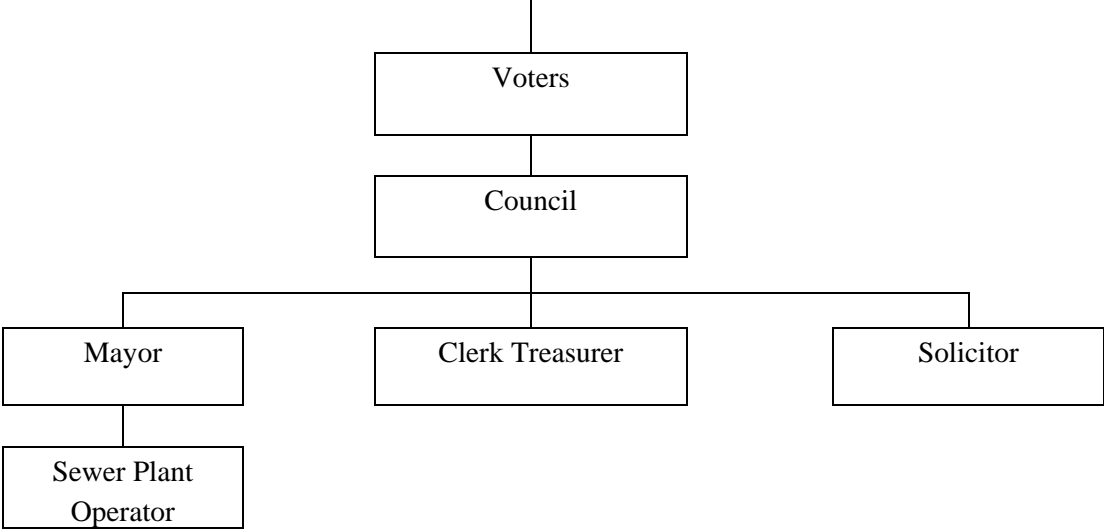 Voters
Council
Mayor
Clerk Treasurer
Solicitor
Sewer Plant
Operator